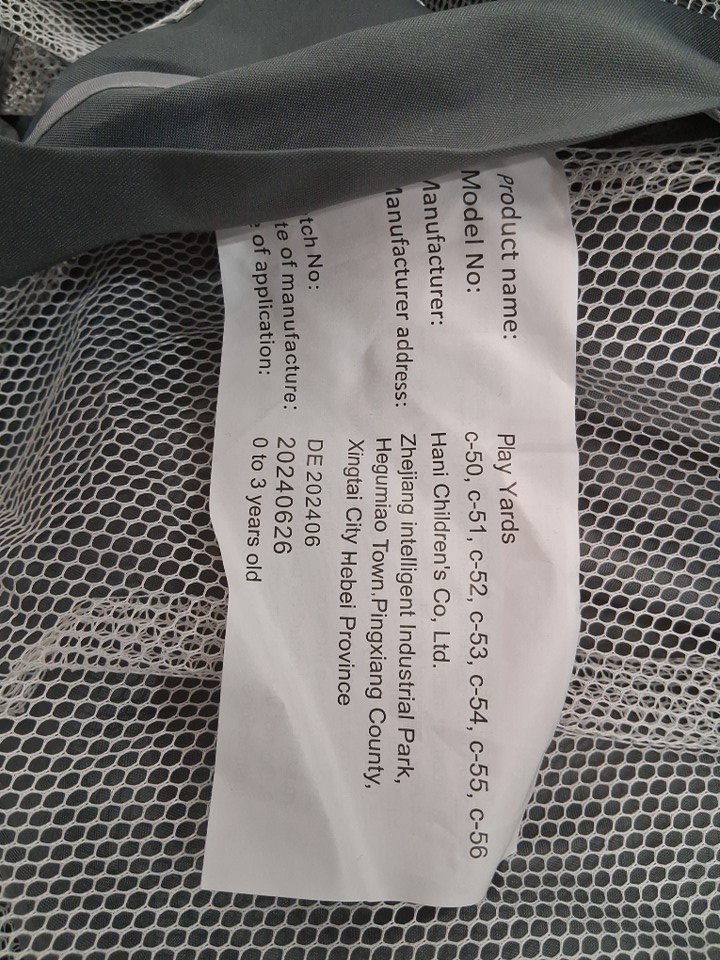 Product name: Play Yards
Model No: c-50, c-51, c-52, c-53, c-54, c-55, c-56
Manufacturer: Hani Children's Co, Ltd.
Manufacturer address: Zhejiang intelligent Industrial Park,
Hegumiao Town.Pingxiang County,
Xingtai City Hebei Province
tch No: DE202406
te of manufacture: 20240626
of application: 0 to 3 years old